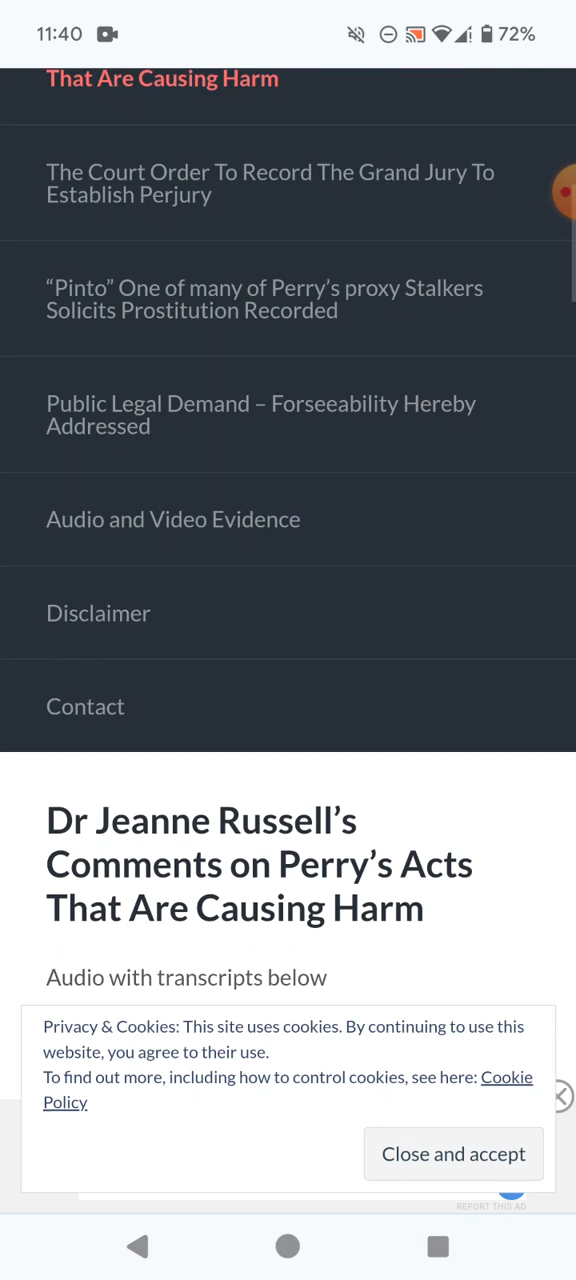 11:40
72%
That Are Causing Harm
The Court Order To Record The Grand Jury To
Establish Perjury
“Pinto” One of many of Perry’s proxy Stalkers
Solicits Prostitution Recorded
Public Legal Demand – Forseeability Hereby
Addressed
Audio and Video Evidence
Disclaimer
Contact
Dr Jeanne Russell’s
Comments on Perry’s Acts
That Are Causing Harm
Audio with transcripts below
Privacy & Cookies: This site uses cookies. By continuing to use this
website, you agree to their use.
To find out more, including how to control cookies, see here: Cookie
Policy
Close and accept
REPORT THIS AD